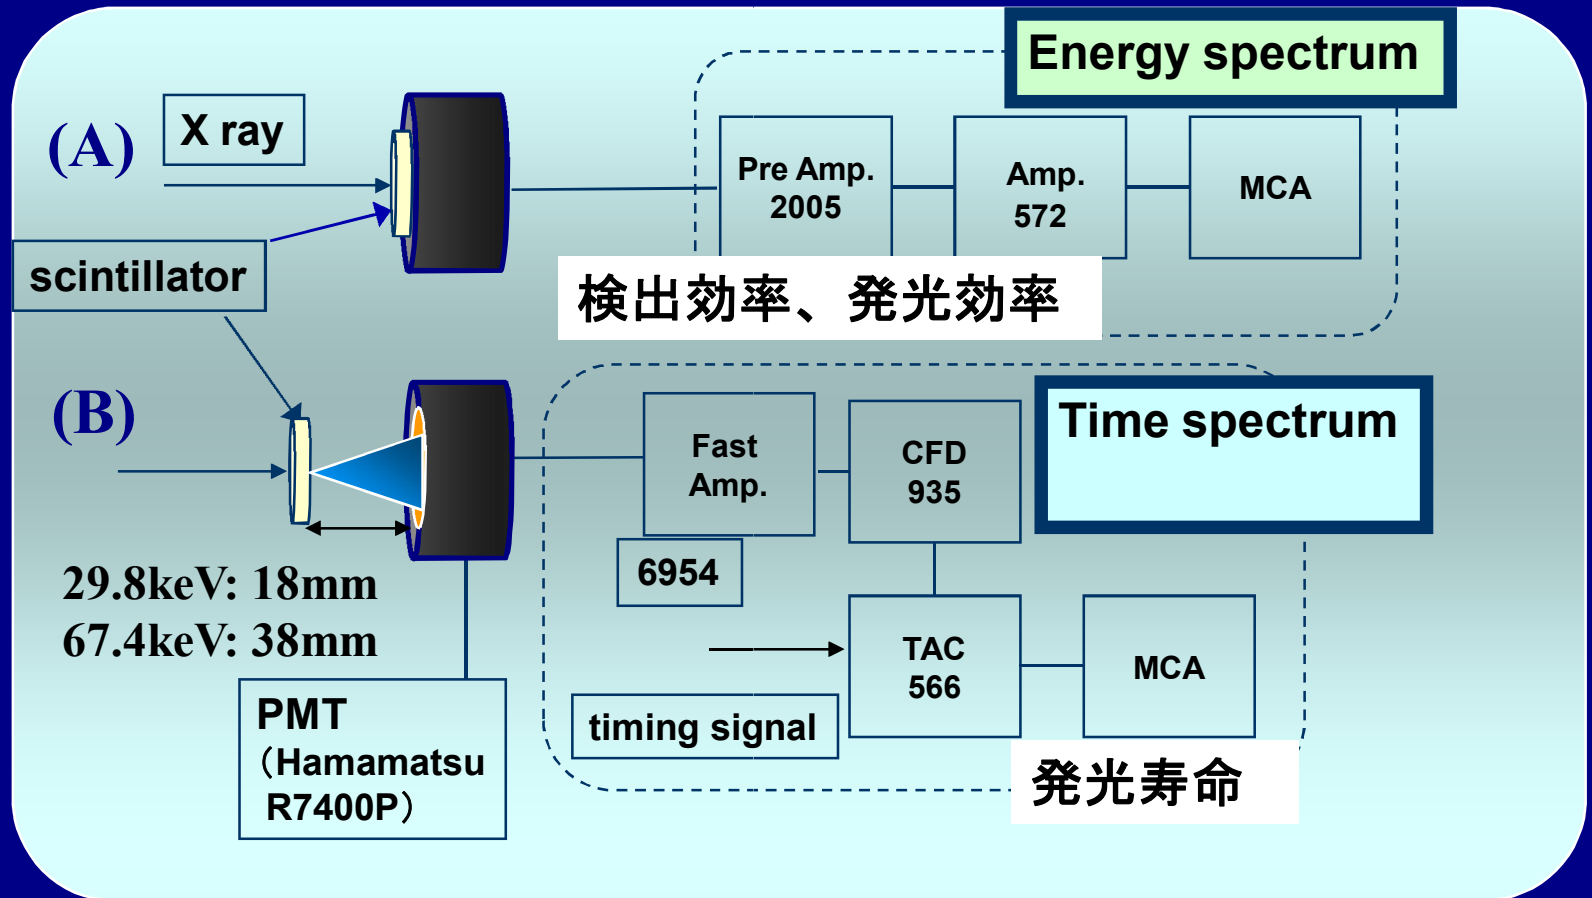 Energy spectrum
(A)
X ray
Pre Amp.
2005
Amp.
572
MCA
scintillator
検出効率、発光効率
(B)
Fast
Amp.
CFD
935
Time spectrum
6954
29.8keV: 18mm
67.4keV: 38mm
TAC
566
MCA
timing signal
PMT
（Hamamatsu
R7400P）
発光寿命